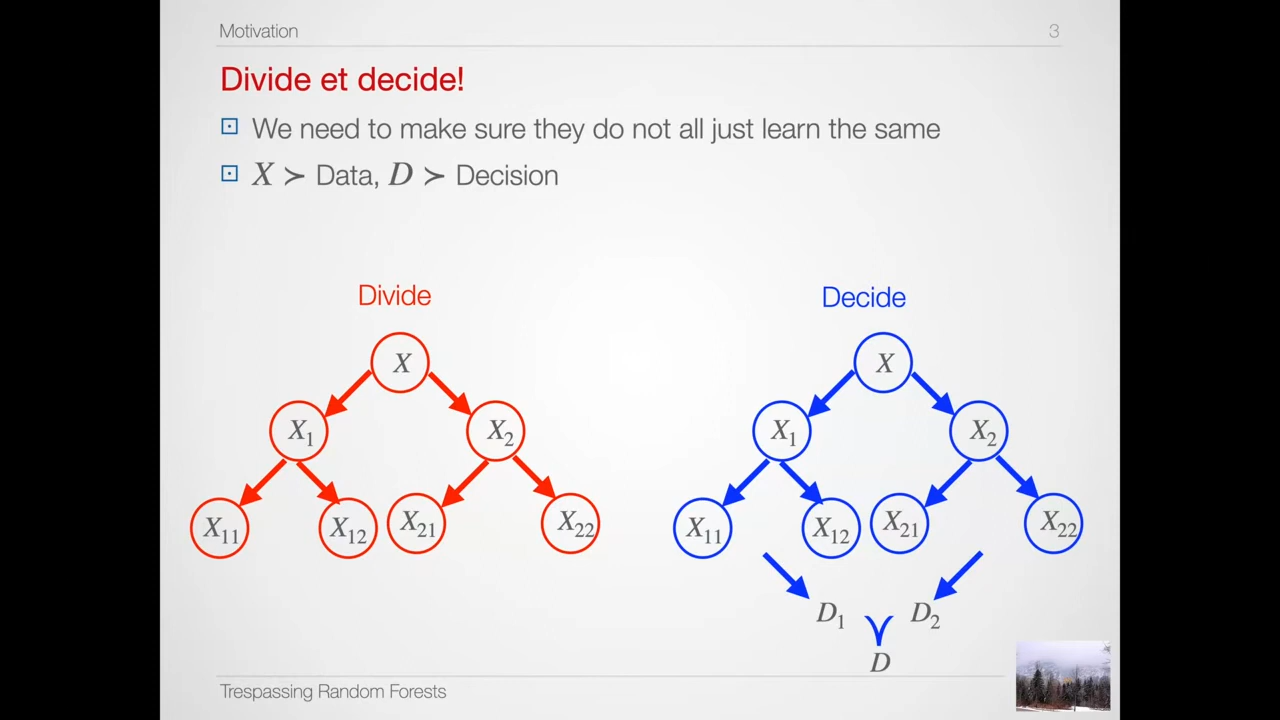 Motivation
3
Divide et decide!
We need to make sure they do not all just learn the same
X ≻ Data, D ≻ Decision
Divide
Decide
X
X
X₁
X₂
X₁
X₂
X₁₁
X₁₂
X₂₁
X₂₂
X₁₁
X₁₂
X₂₁
X₂₂
D₁
D₂
D
Trespassing Random Forests